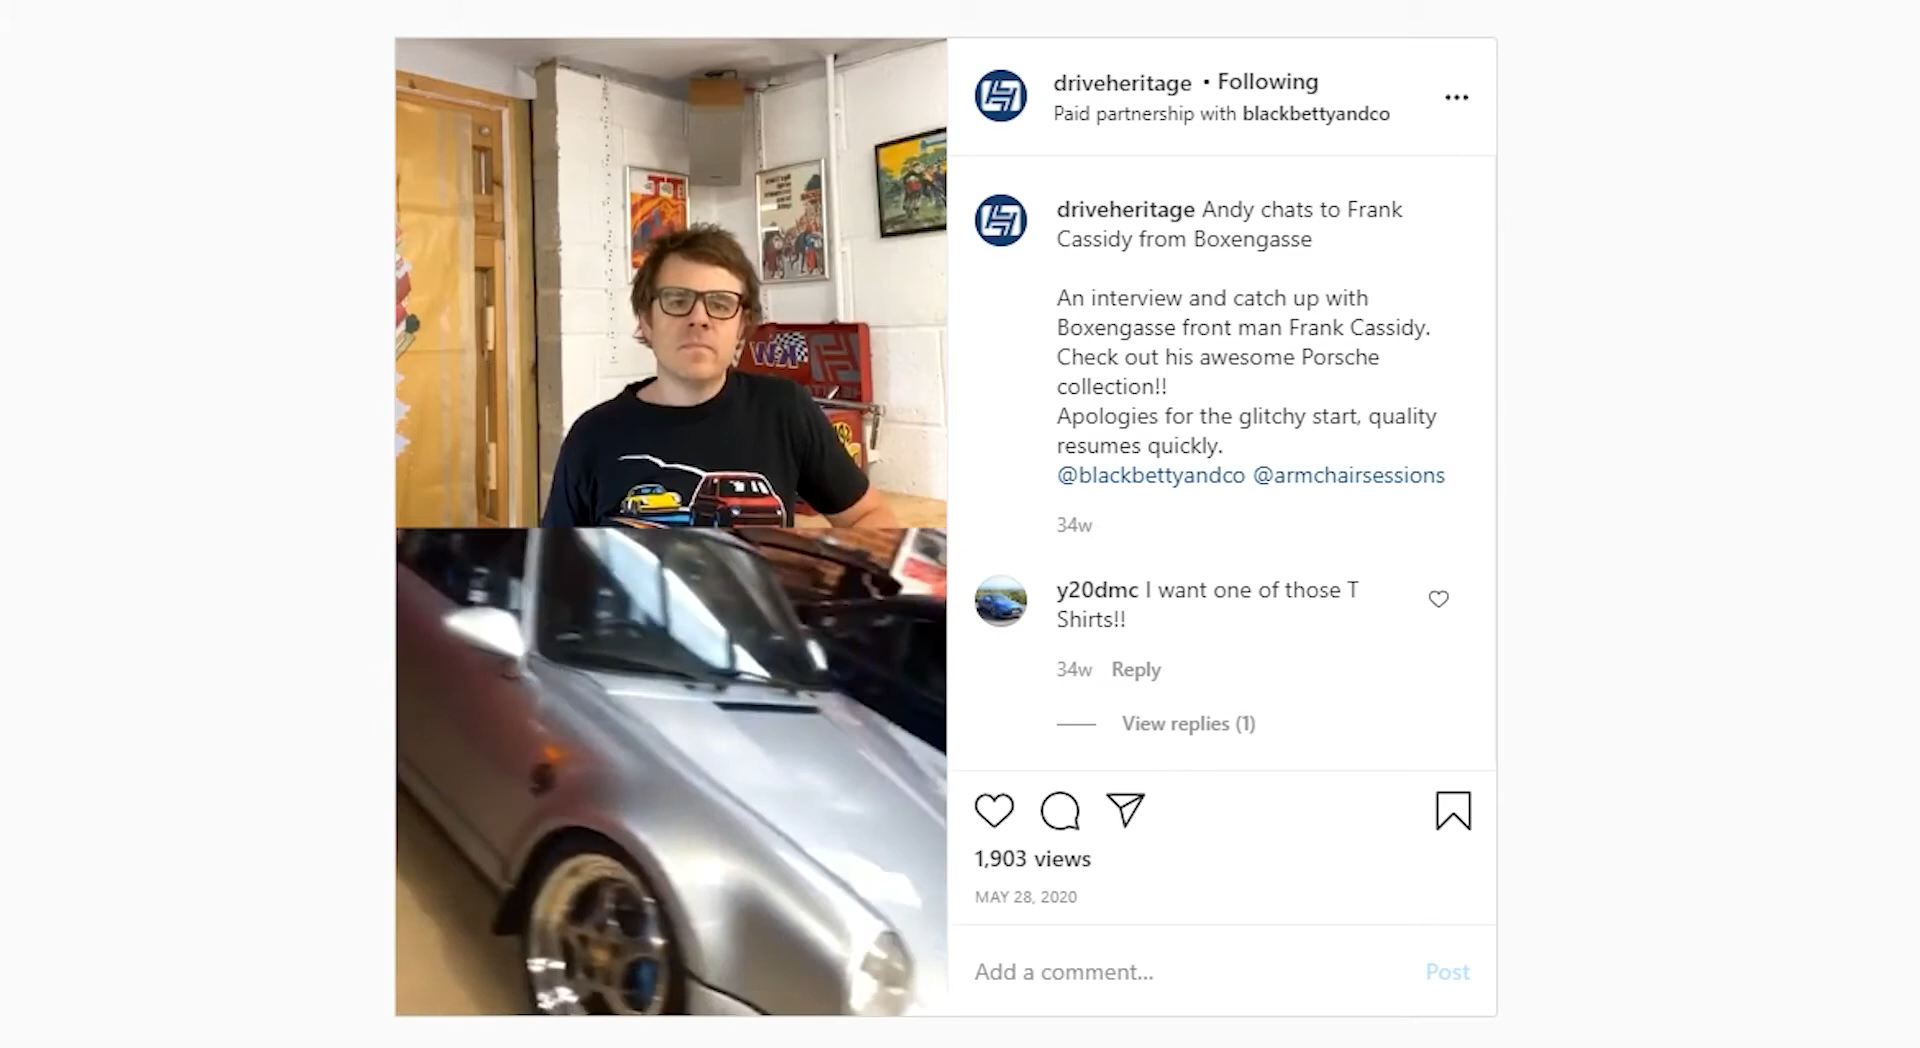 driveheritage • Following
Paid partnership with blackbettyandco
driveheritage Andy chats to Frank
Cassidy from Boxengasse
An interview and catch up with
Boxengasse front man Frank Cassidy.
Check out his awesome Porsche
collection!!
Apologies for the glitchy start, quality
resumes quickly.
@blackbettyandco @armchairsessions
34w
y20dmc I want one of those T
Shirts!!
34w Reply
View replies (1)
1,903 views
MAY 28, 2020
Add a comment...
Post